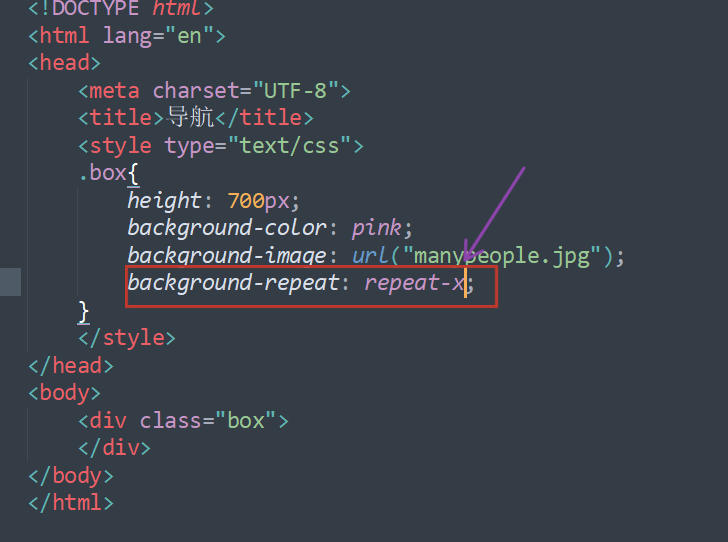 <!DOCTYPE html>
<html lang="en">
<head>
<meta charset="UTF-8">
<title>导航</title>
<style type="text/css">
.box{
height: 700px;
background-color: pink;
background-image: url("manypeople.jpg");
background-repeat: repeat-x;
}
</style>
</head>
<body>
<div class="box">
</div>
</body>
</html>